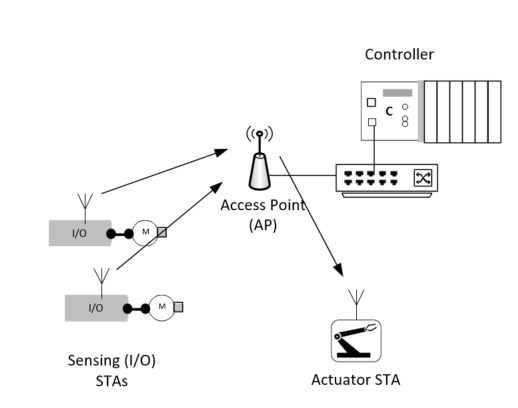 Controller
C
Access Point
(AP)
I/O
M
I/O
M
Sensing (I/O)
STAs
Actuator STA